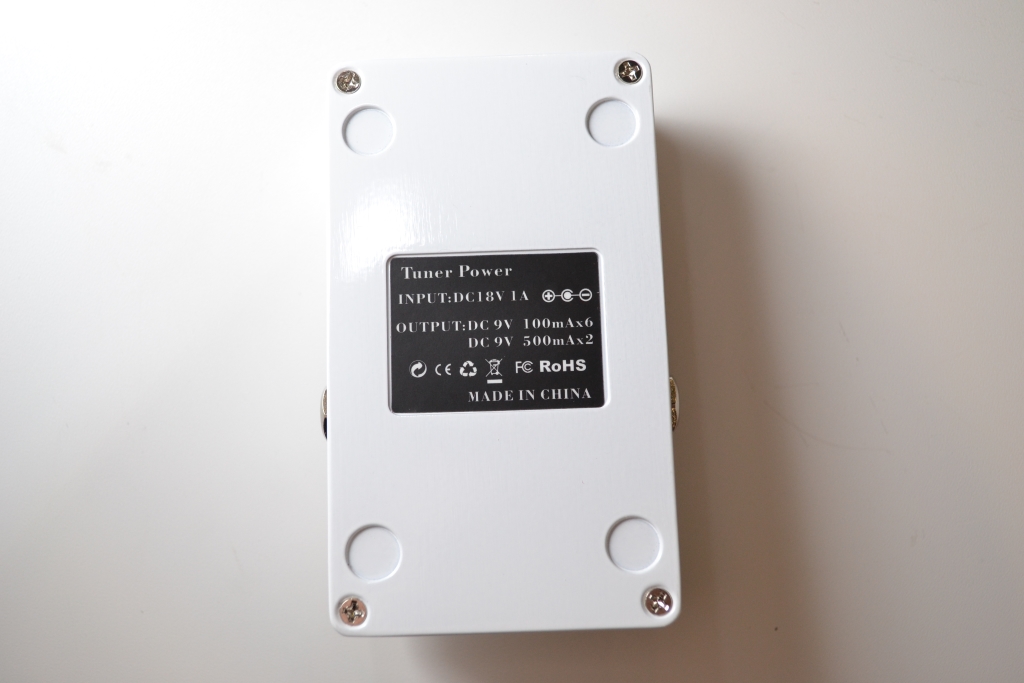 Tuner Power
INPUT:DC18V 1A
OUTPUT:DC 9V 100mAx6
DC 9V 500mAx2
CE FC RoHS
MADE IN CHINA